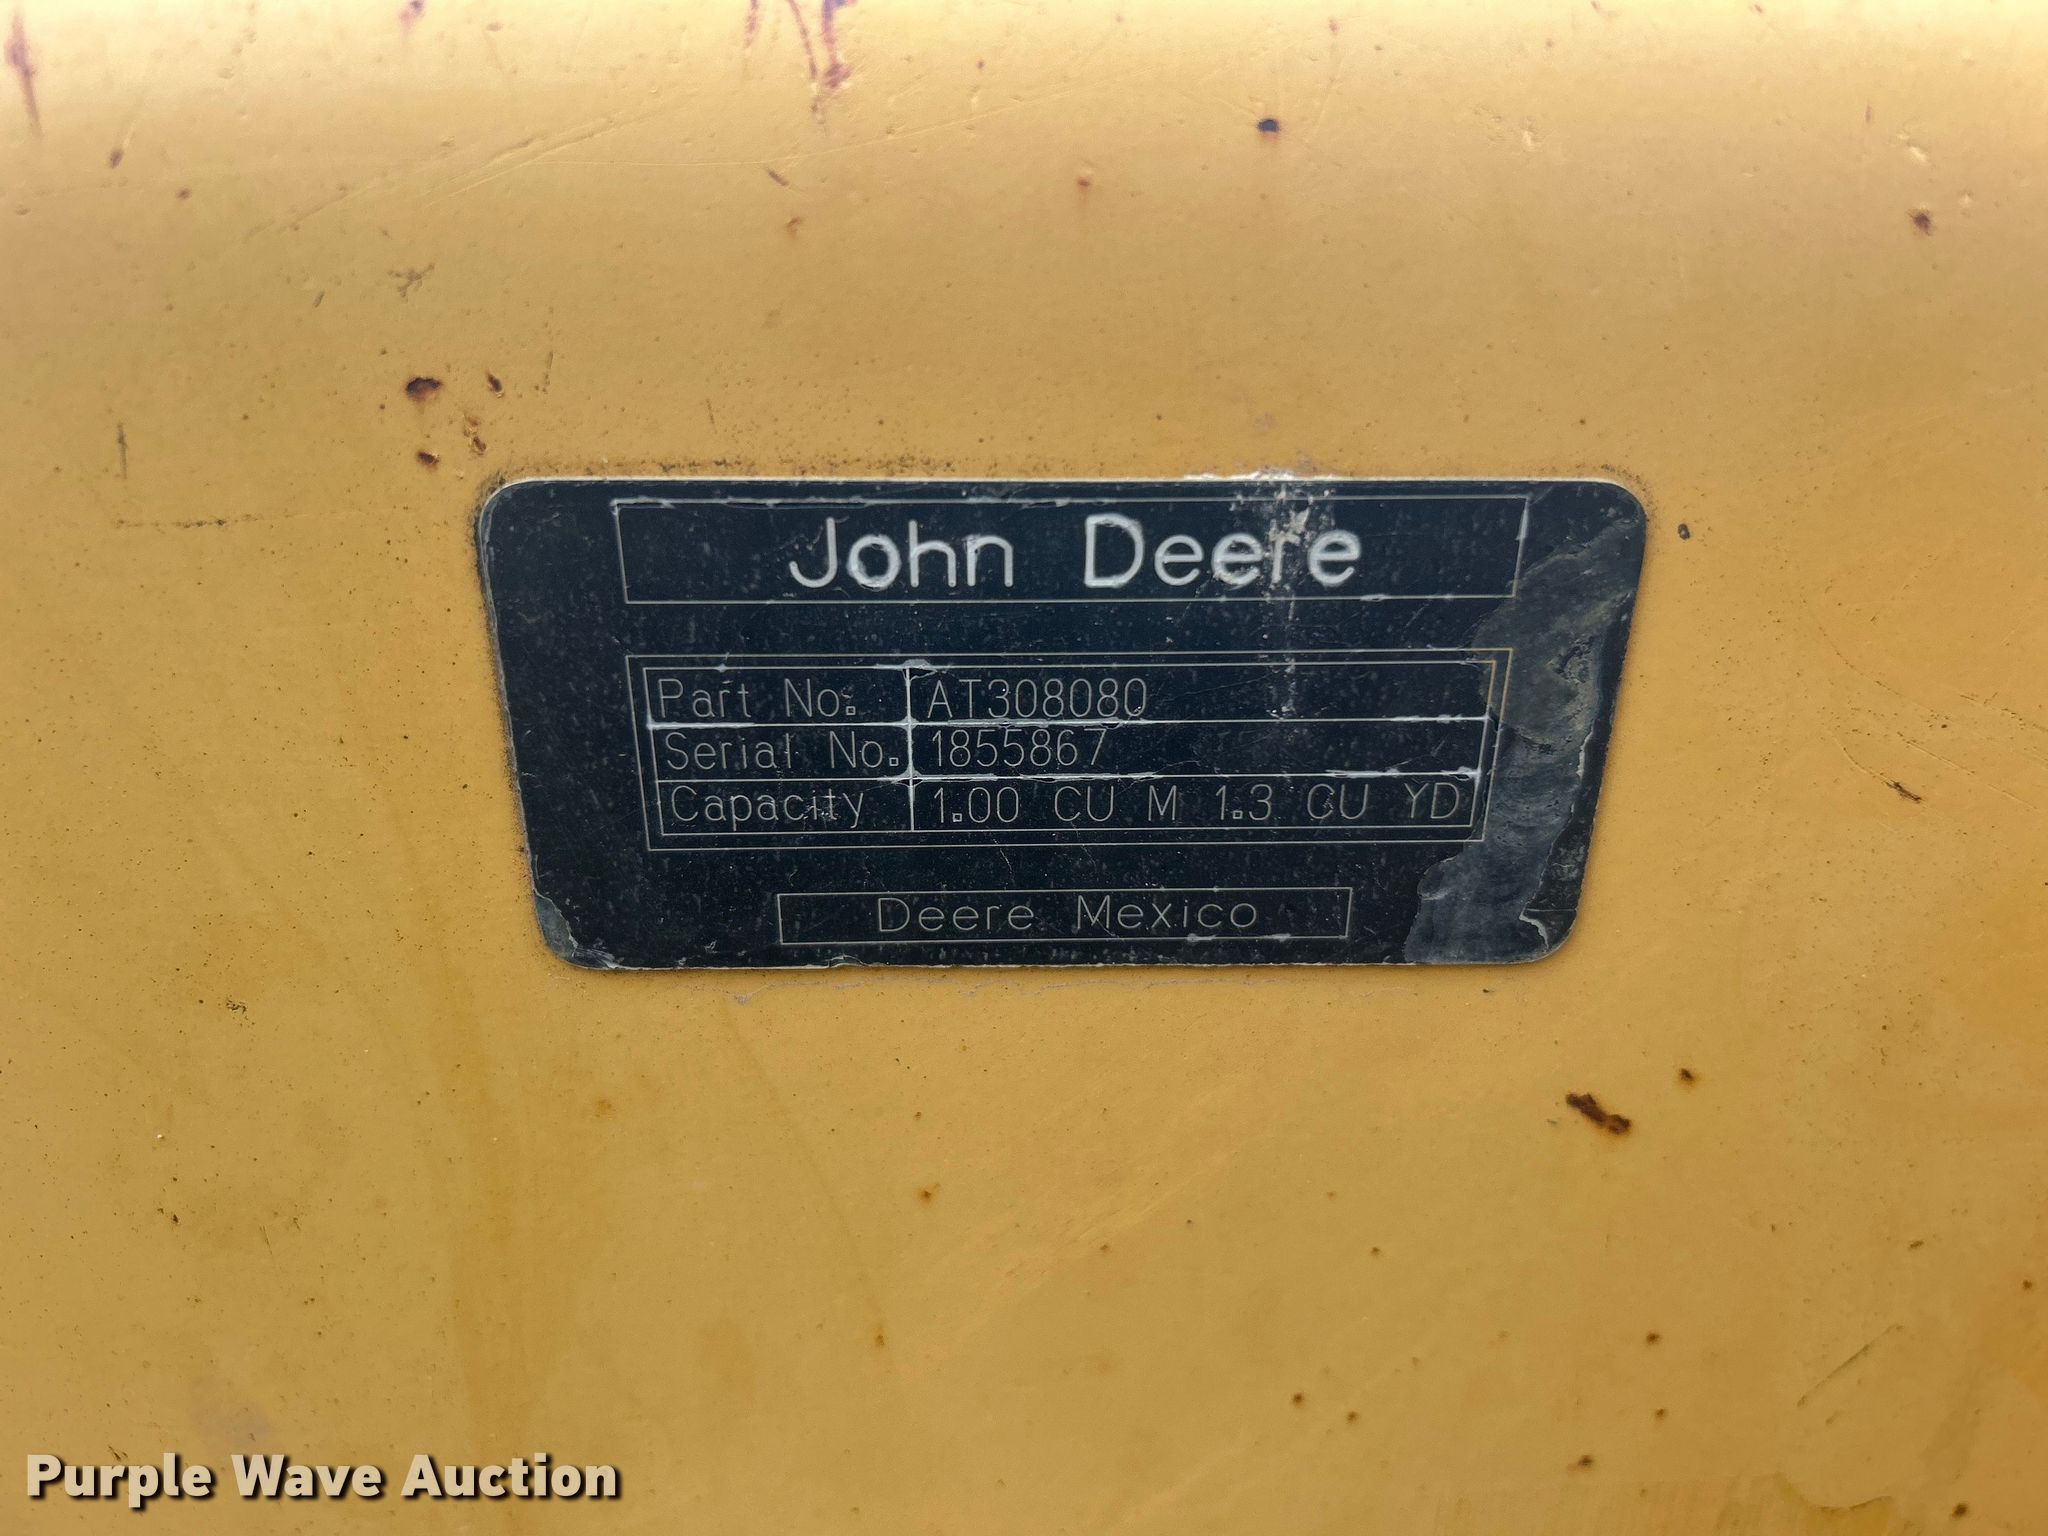 John Deere
Part No. AT308080
Serial No. 1855867
Capacity 1.00 CU M 1.3 CU YD
Deere Mexico
Purple Wave Auction